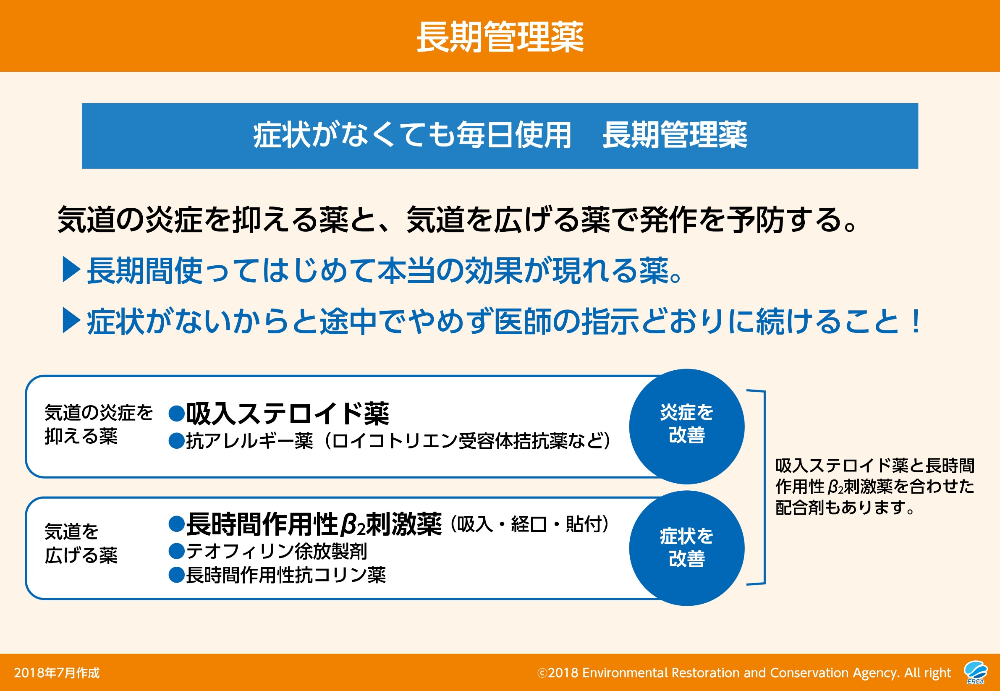 長期管理薬
症状がなくても毎日使用　長期管理薬
気道の炎症を抑える薬と、気道を広げる薬で発作を予防する。
▶長期間使ってはじめて本当の効果が現れる薬。
▶症状がないからと途中でやめず医師の指示どおりに続けること！
気道の炎症を
抑える薬
●吸入ステロイド薬
●抗アレルギー薬（ロイコトリエン受容体拮抗薬など）
炎症を
改善
気道を
広げる薬
●長時間作用性β₂刺激薬（吸入・経口・貼付）
●テオフィリン徐放製剤
●長時間作用性抗コリン薬
症状を
改善
吸入ステロイド薬と長時間
作用性β₂刺激薬を合わせた
配合剤もあります。
2018年7月作成
©2018 Environmental Restoration and Conservation Agency. All right
ERCA